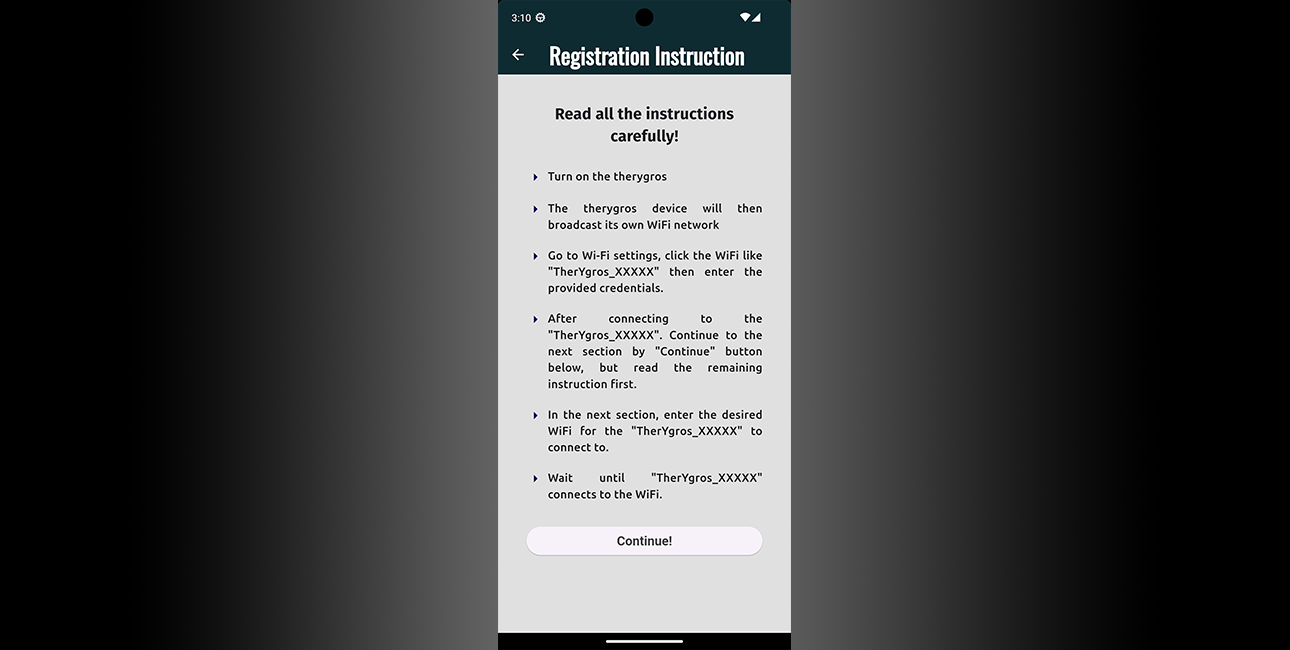 3:10
Registration Instruction
Read all the instructions
carefully!
Turn on the therygros
The therygros device will then
broadcast its own WiFi network
Go to Wi-Fi settings, click the WiFi like
"TherYgros_XXXXX" then enter the
provided credentials.
After connecting to the
"TherYgros_XXXXX". Continue to the
next section by "Continue" button
below, but read the remaining
instruction first.
In the next section, enter the desired
WiFi for the "TherYgros_XXXXX" to
connect to.
Wait until "TherYgros_XXXXX"
connects to the WiFi.
Continue!